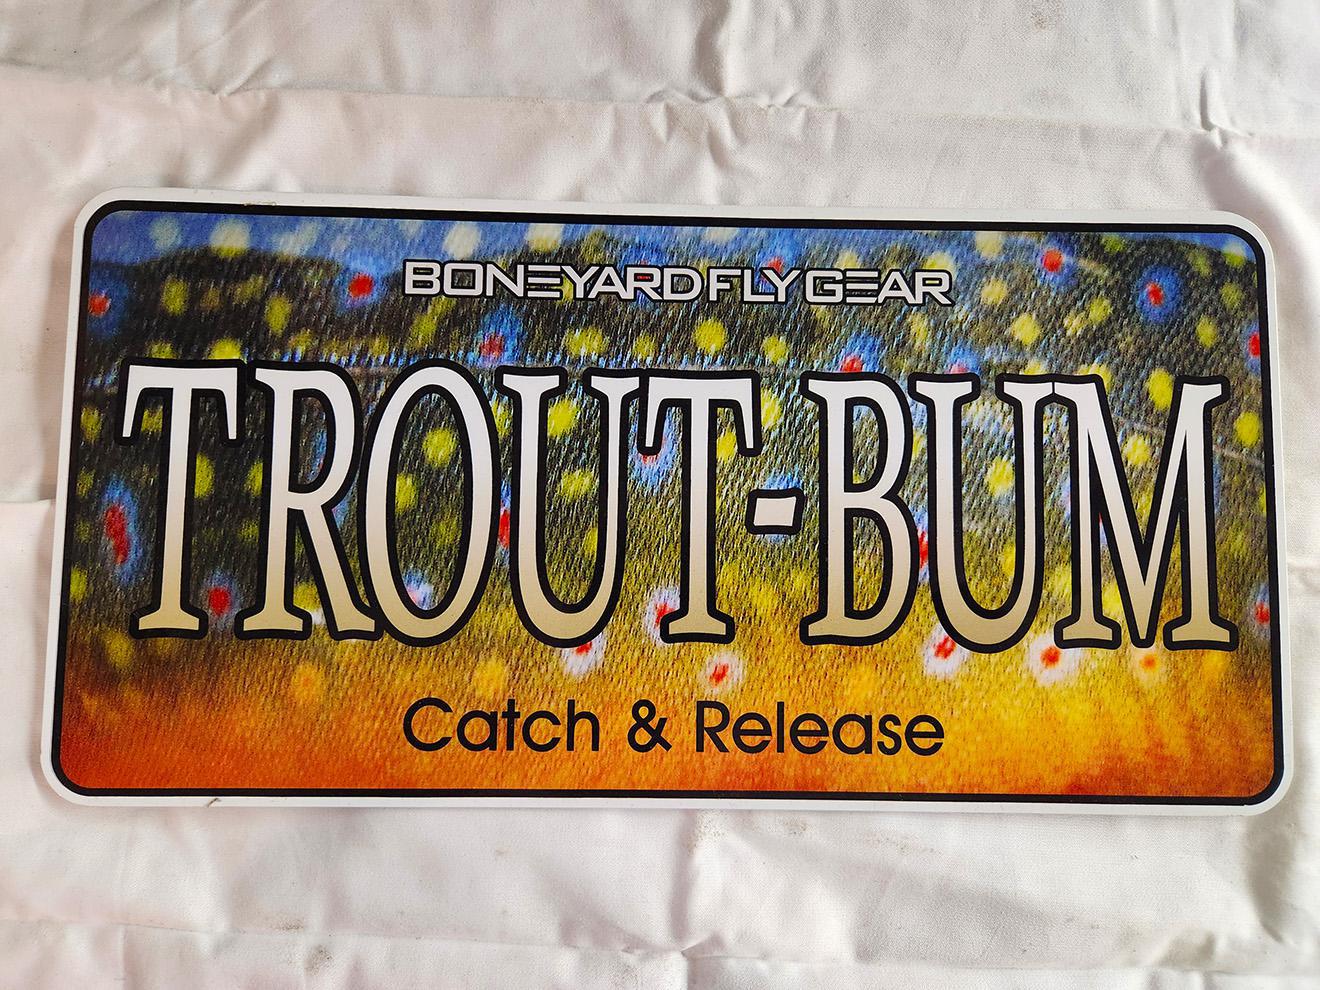 BONEYARD FLY GEAR
TROUT-BUM
Catch & Release